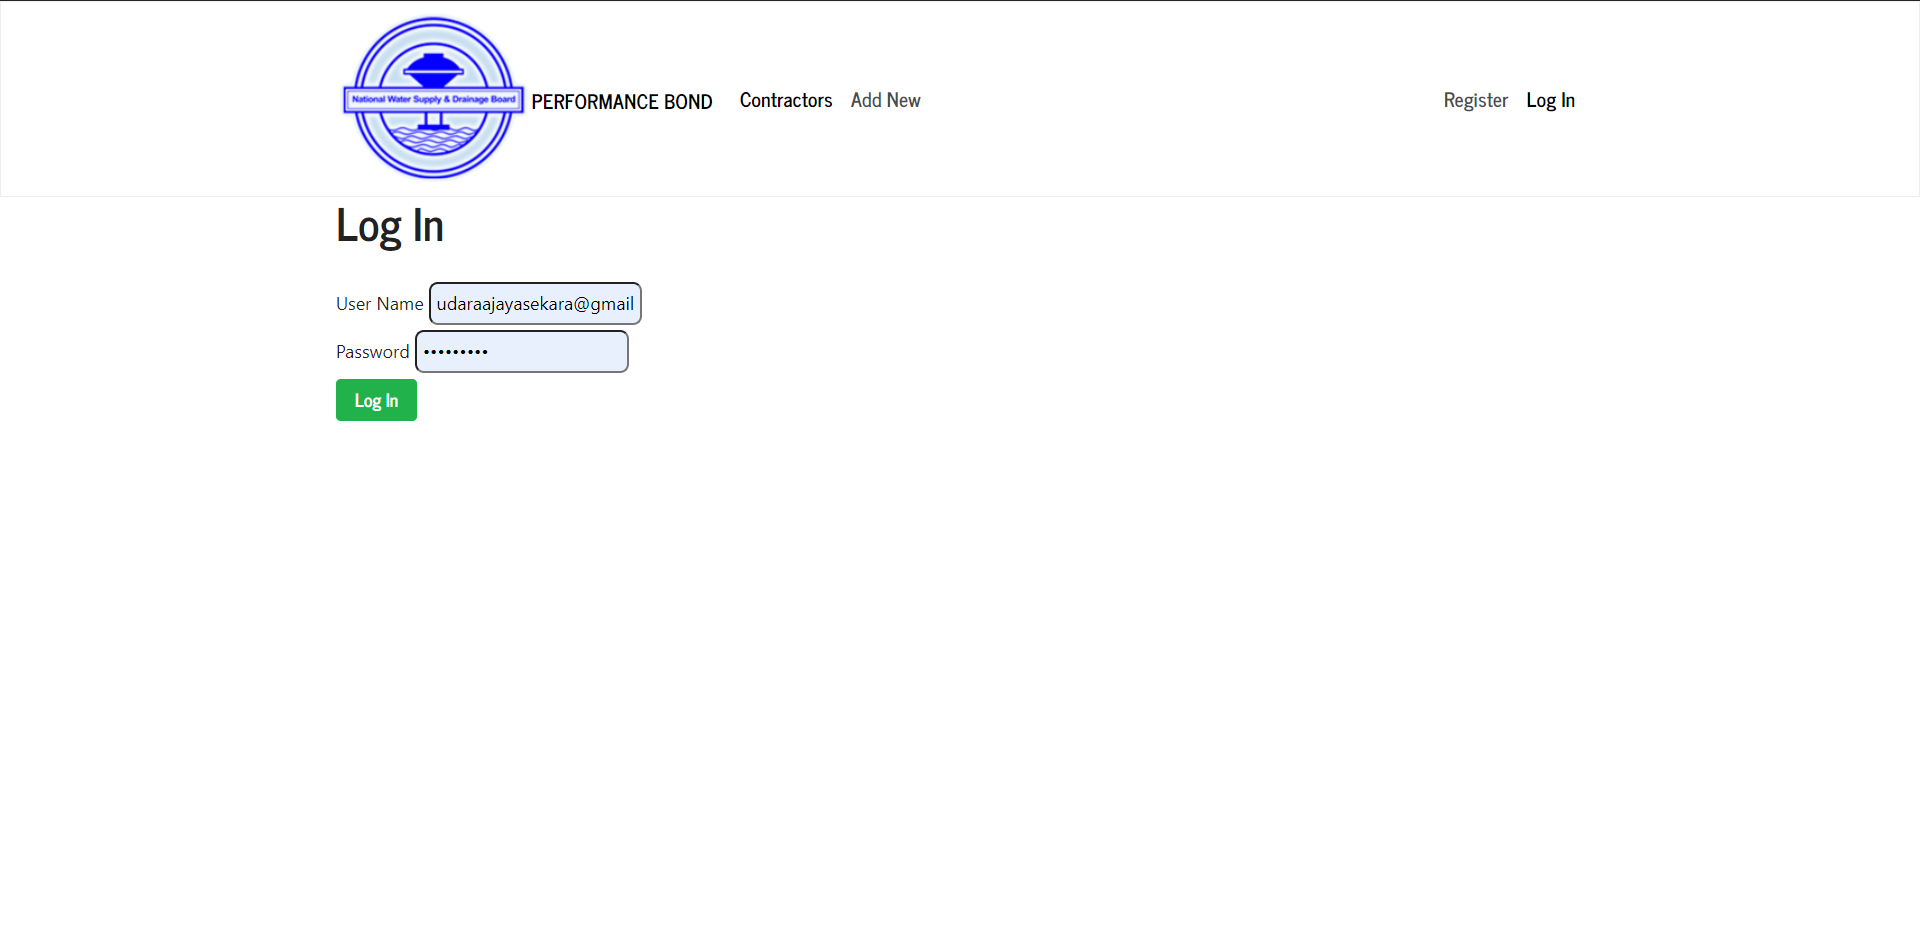 National Water Supply & Drainage Board
PERFORMANCE BOND Contractors Add New Register Log In
Log In
User Name udaraajayasekara@gmail
Password •••••••••
Log In